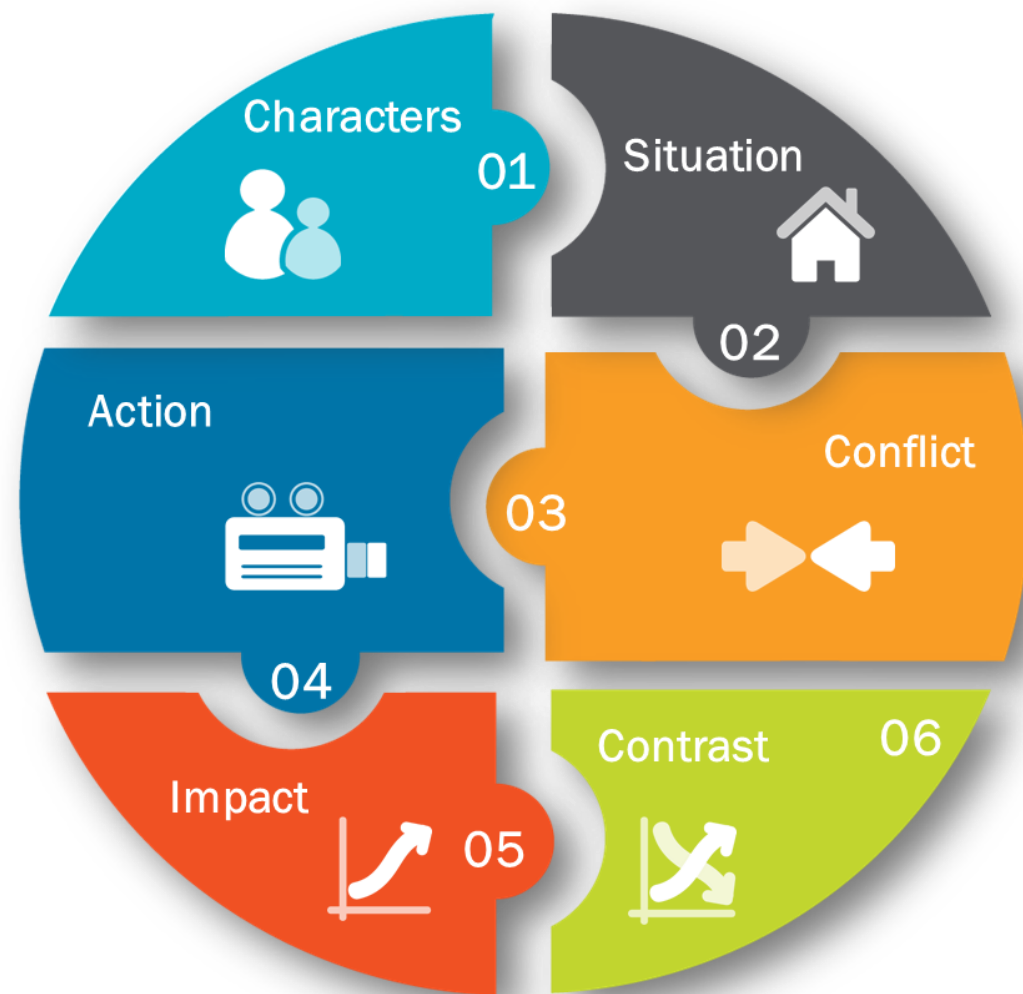 Characters
01
Situation
02
Conflict
03
Action
04
Impact
05
Contrast
06